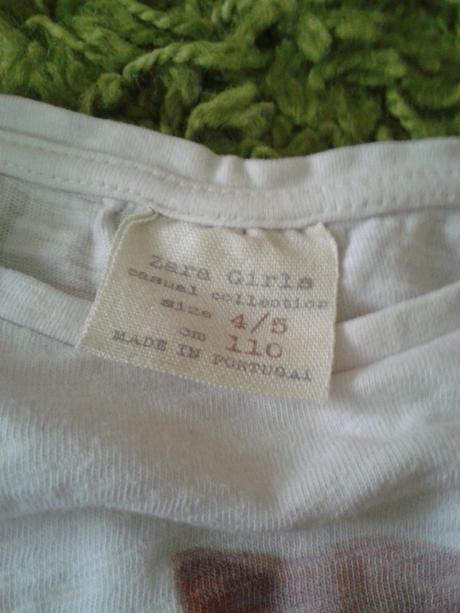 Zara Girls
casual collection
size 4/5
cm 110
MADE IN PORTUGAL